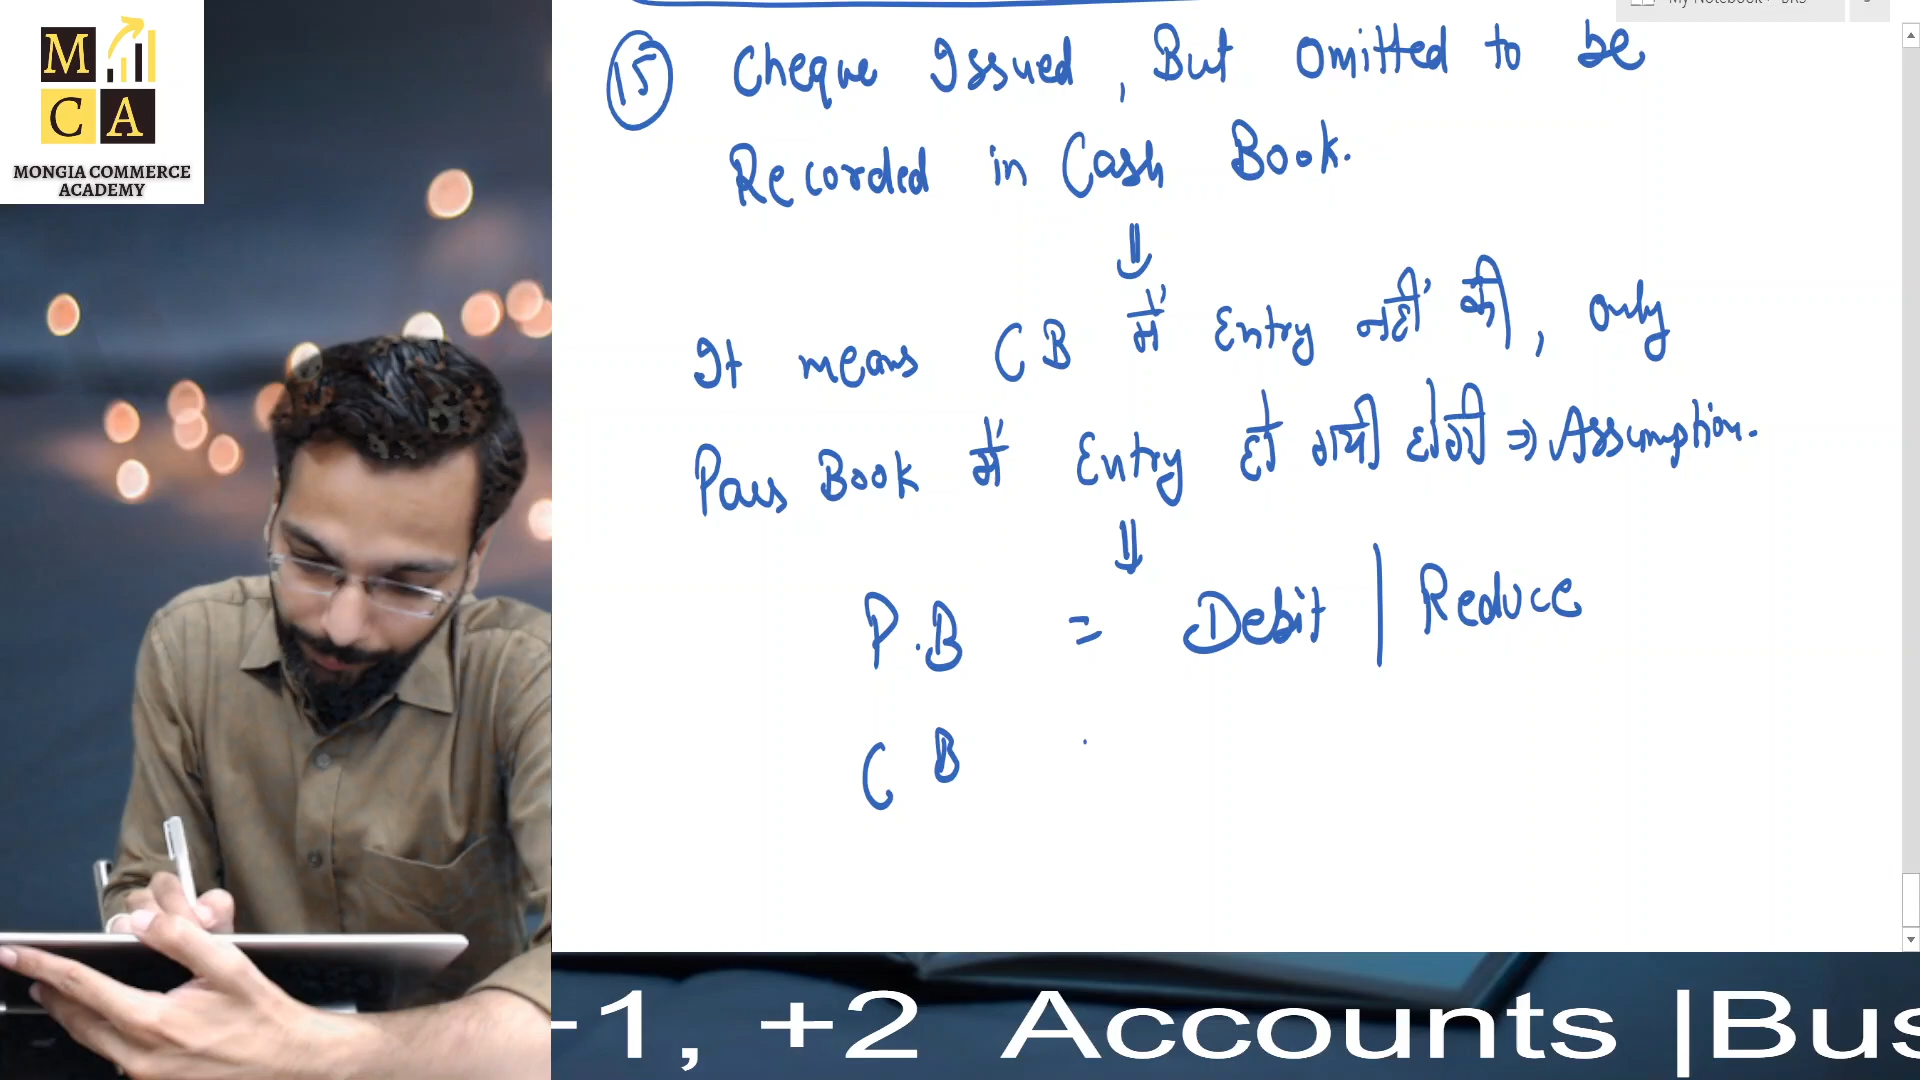 M
C A
MONGIA COMMERCE
ACADEMY
15 Cheque Issued, But Omitted to be
Recorded in Cash Book.
It means CB में Entry नहीं की, only
Pass Book में Entry हो गयी होगी ⇒ Assumption.
P.B = Debit | Reduce
C B
+1, +2 Accounts |Bus